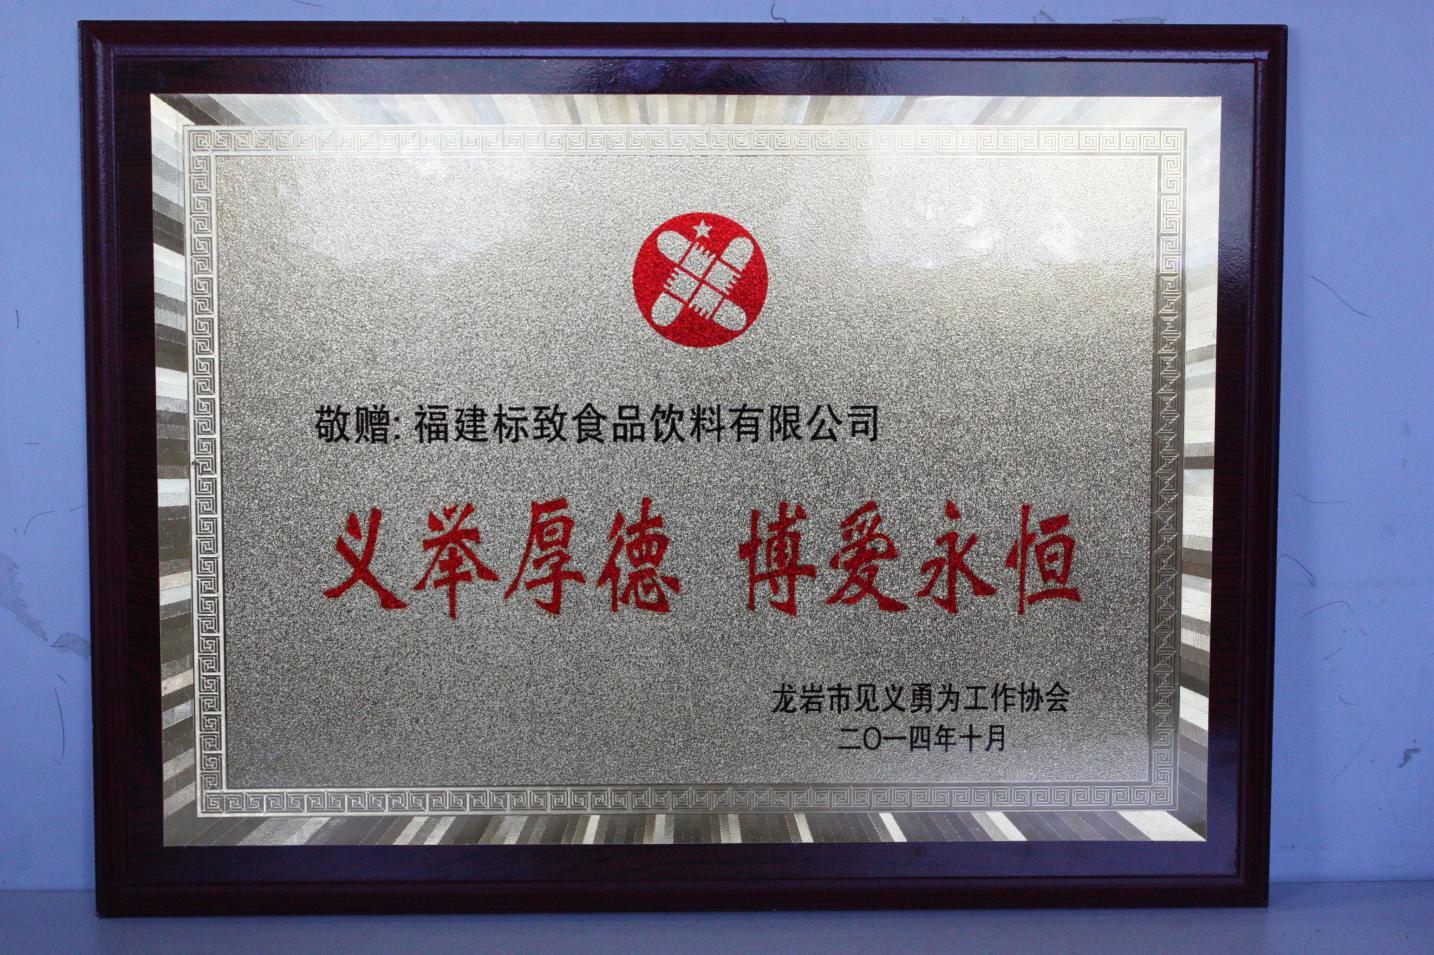 敬赠: 福建标致食品饮料有限公司
义举厚德 博爱永恒
龙岩市见义勇为工作协会
二〇一四年十月